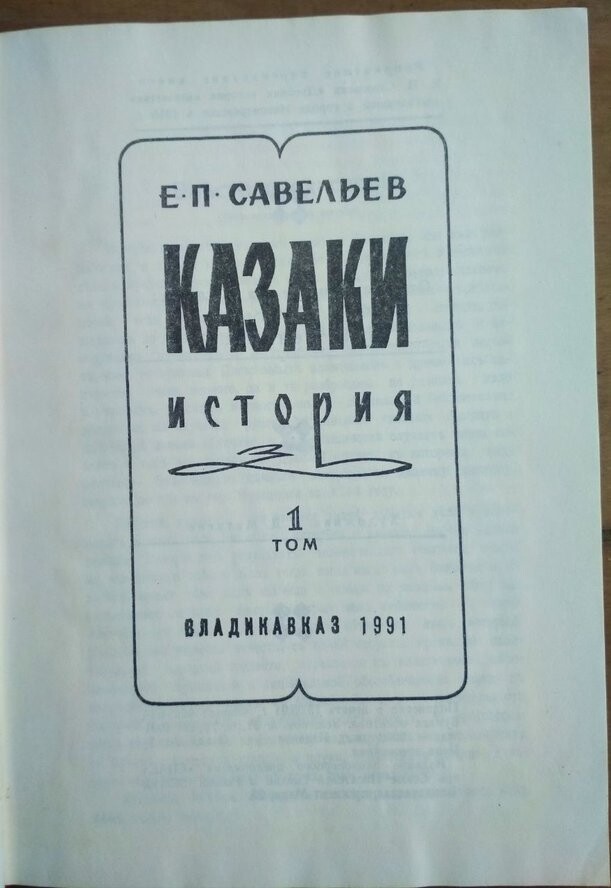 Е·П·САВЕЛЬЕВ
КАЗАКИ
ИСТОРИЯ
1
ТОМ
ВЛАДИКАВКАЗ 1991